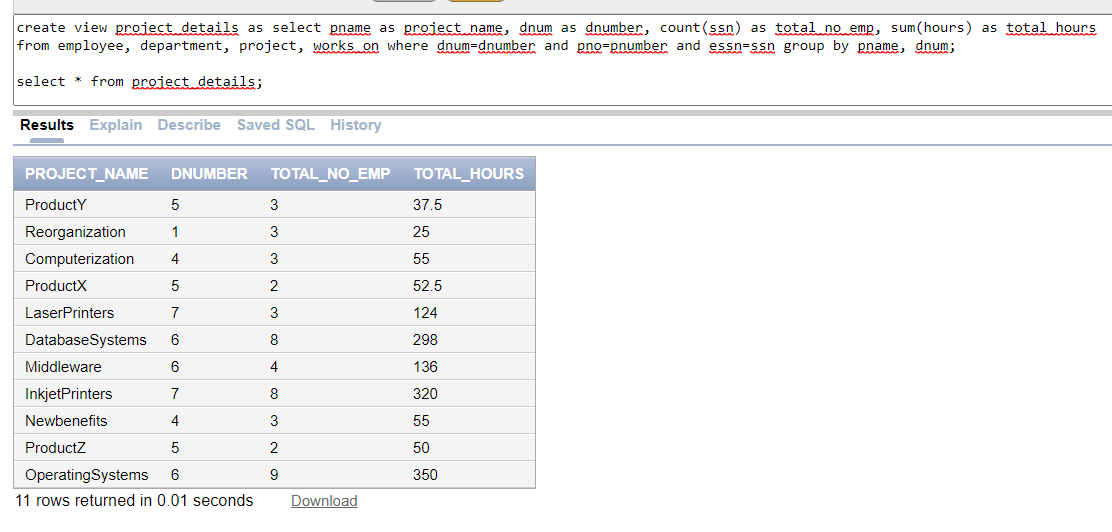 create view project_details as select pname as project_name, dnum as dnumber, count(ssn) as total_no_emp, sum(hours) as total_hours
from employee, department, project, works_on where dnum=dnumber and pno=pnumber and essn=ssn group by pname, dnum;
select * from project_details;
Results Explain Describe Saved SQL History
PROJECT_NAME DNUMBER TOTAL_NO_EMP TOTAL_HOURS
ProductY 5 3 37.5
Reorganization 1 3 25
Computerization 4 3 55
ProductX 5 2 52.5
LaserPrinters 7 3 124
DatabaseSystems 6 8 298
Middleware 6 4 136
InkjetPrinters 7 8 320
Newbenefits 4 3 55
ProductZ 5 2 50
OperatingSystems 6 9 350
11 rows returned in 0.01 seconds Download